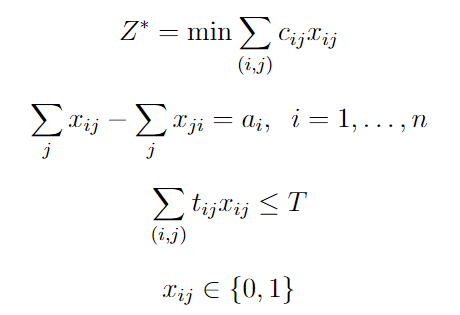 Z* = min ∑_{(i,j)} c_{ij}x_{ij}
∑_j x_{ij} − ∑_j x_{ji} = a_i, i = 1, . . . , n
∑_{(i,j)} t_{ij}x_{ij} ≤ T
x_{ij} ∈ {0, 1}